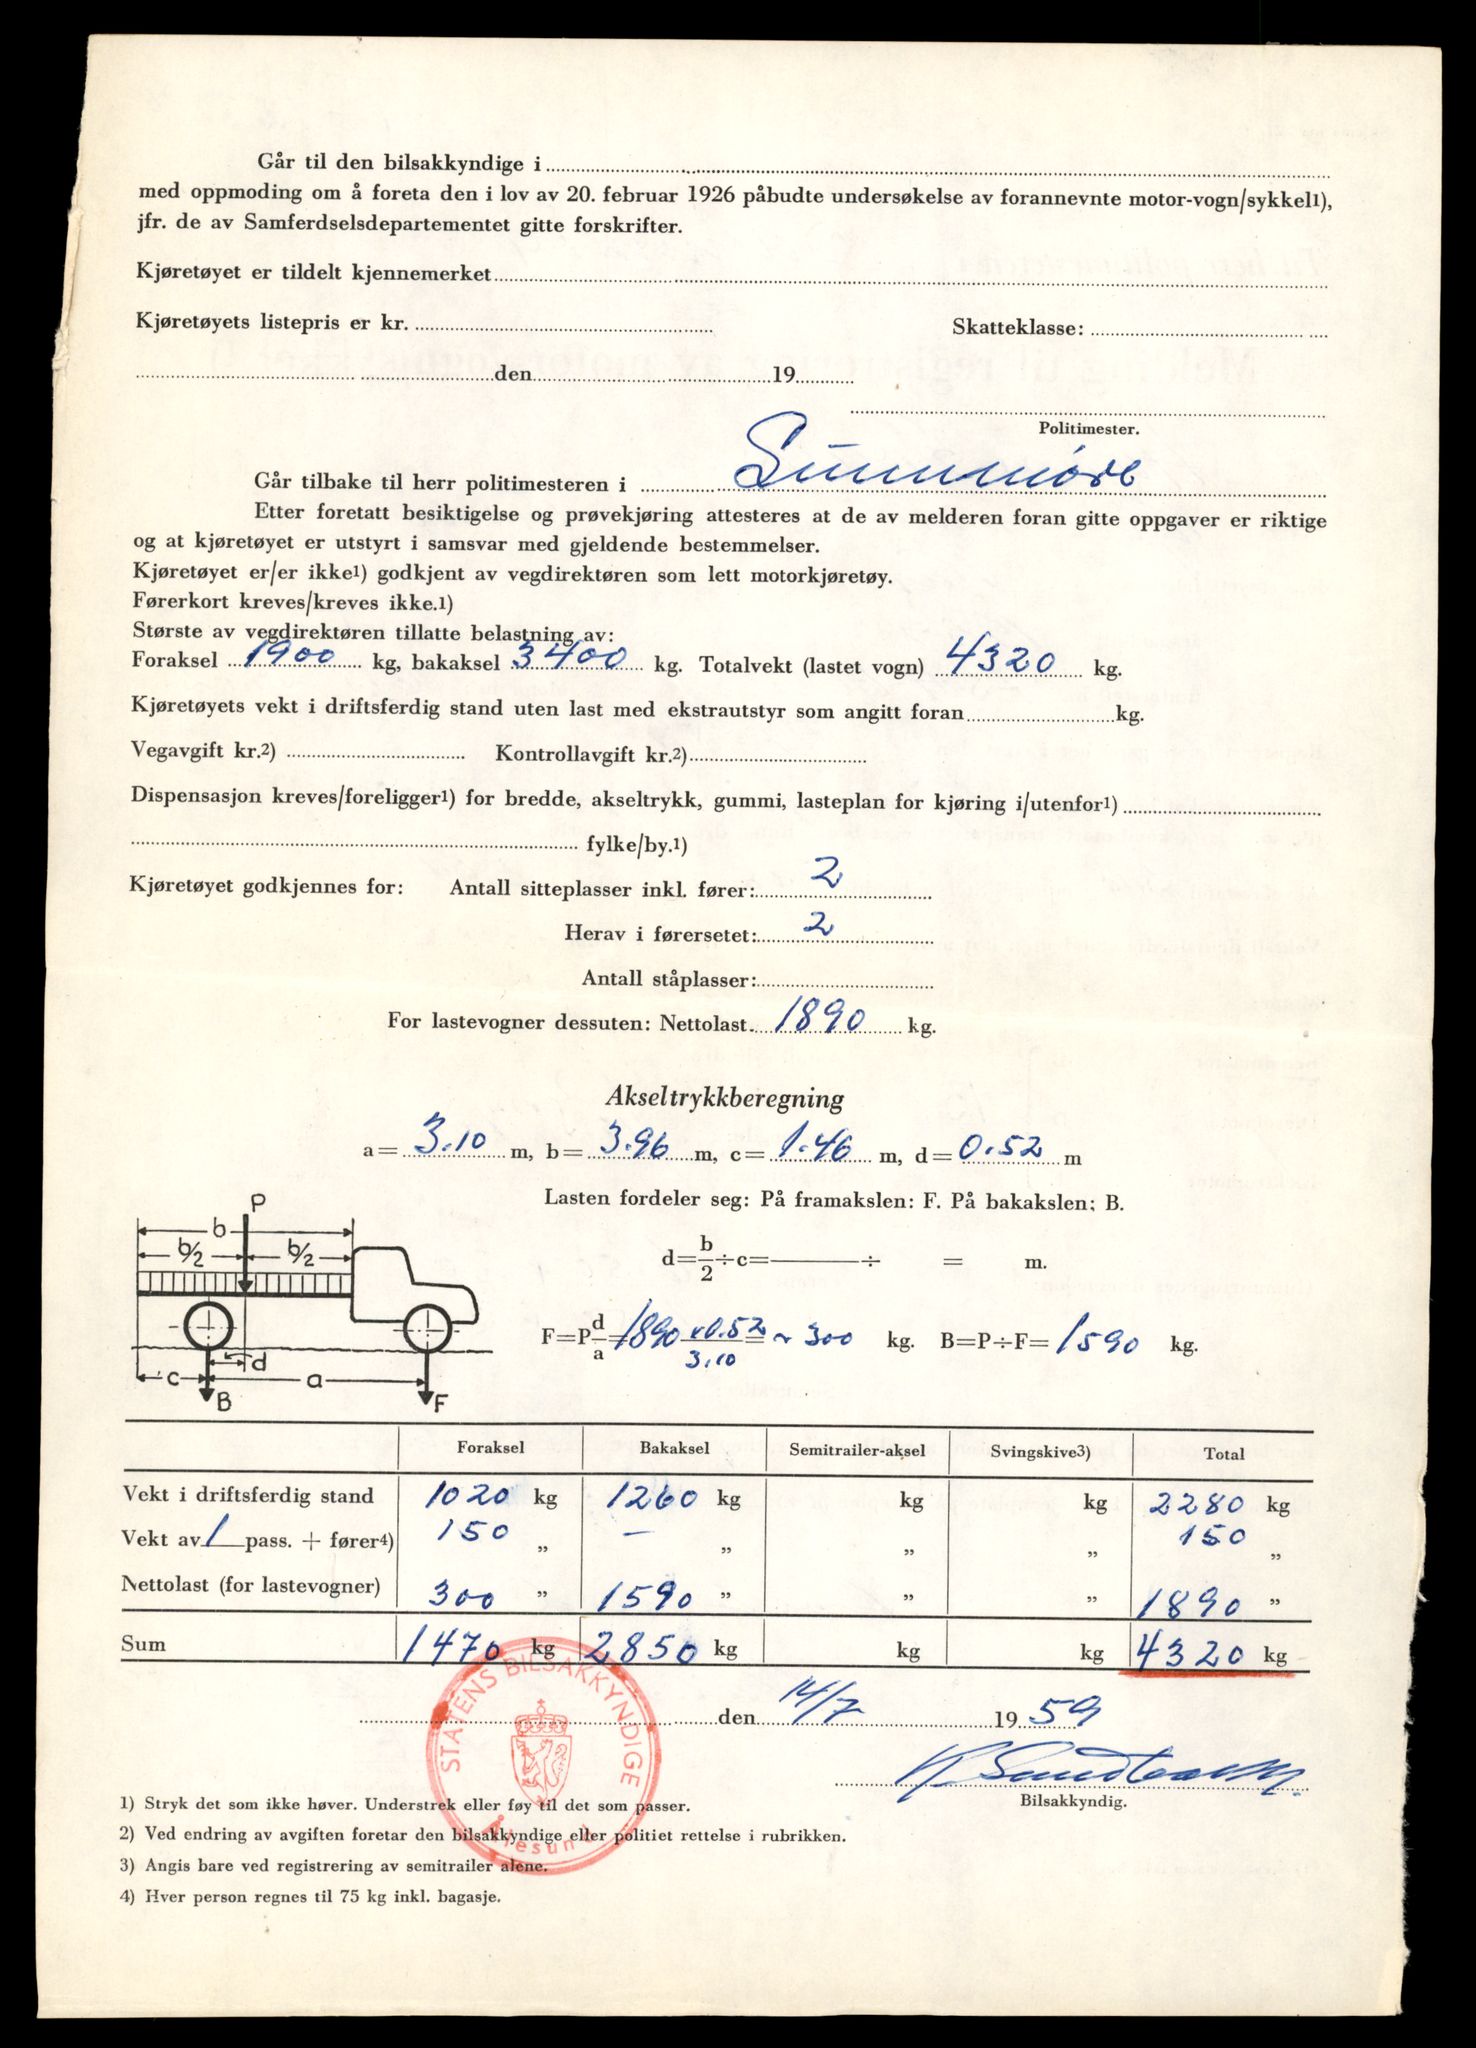 Går til den bilsakkyndige i
med oppmoding om å foreta den i lov av 20. februar 1926 påbudte undersøkelse av forannevnte motor-vogn/sykkel1),
jfr. de av Samferdselsdepartementet gitte forskrifter.
Kjøretøyet er tildelt kjennemerket
Kjøretøyets listepris er kr. Skatteklasse:
den 19
Politimester.
Går tilbake til herr politimesteren i Sunnmöre
Etter foretatt besiktigelse og prøvekjøring attesteres at de av melderen foran gitte oppgaver er riktige
og at kjøretøyet er utstyrt i samsvar med gjeldende bestemmelser.
Kjøretøyet er/er ikke1) godkjent av vegdirektøren som lett motorkjøretøy.
Førerkort kreves/kreves ikke.1)
Største av vegdirektøren tillatte belastning av:
Foraksel 1900 kg, bakaksel 3400 kg. Totalvekt (lastet vogn) 4320 kg.
Kjøretøyets vekt i driftsferdig stand uten last med ekstrautstyr som angitt foran kg.
Vegavgift kr.2) Kontrollavgift kr.2)
Dispensasjon kreves/foreligger1) for bredde, akseltrykk, gummi, lasteplan for kjøring i/utenfor1)
fylke/by.1)
Kjøretøyet godkjennes for: Antall sitteplasser inkl. fører: 2
Herav i førersetet: 2
Antall ståplasser:
For lastevogner dessuten: Nettolast. 1890 kg.
Akseltrykkberegning
a= 3.10 m, b= 3.96 m, c= 1.46 m, d= 0.52 m
Lasten fordeler seg: På framakslen: F. På bakakslen; B.
d=b/2÷c= ÷ = m.
F=P d/a = 1890 x 0.52/3.10 = ~ 300 kg. B=P÷F= 1590 kg.
P
b
b/2 b/2
d
c a
B F
Foraksel Bakaksel Semitrailer-aksel Svingskive3) Total
Vekt i driftsferdig stand 1020 kg 1260 kg kg kg 2280 kg
Vekt av 1 pass. + fører4) 150 „ – „ „ „ 150 „
Nettolast (for lastevogner) 300 „ 1590 „ „ „ 1890 „
Sum 1470 kg 2850 kg kg kg 4320 kg
den 14/7 19 59
Bilsakkyndig.
STATENS BILSAKKYNDIGE
Ålesund
1) Stryk det som ikke høver. Understrek eller føy til det som passer.
2) Ved endring av avgiften foretar den bilsakkyndige eller politiet rettelse i rubrikken.
3) Angis bare ved registrering av semitrailer alene.
4) Hver person regnes til 75 kg inkl. bagasje.